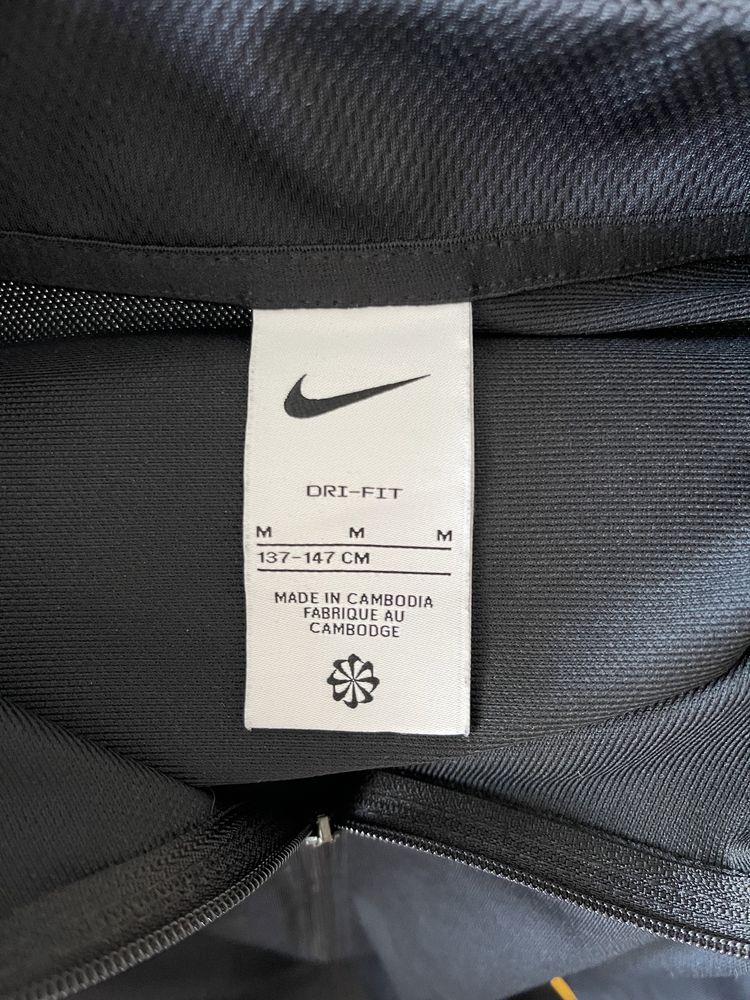 DRI-FIT
M M M
137-147 CM
MADE IN CAMBODIA
FABRIQUE AU
CAMBODGE